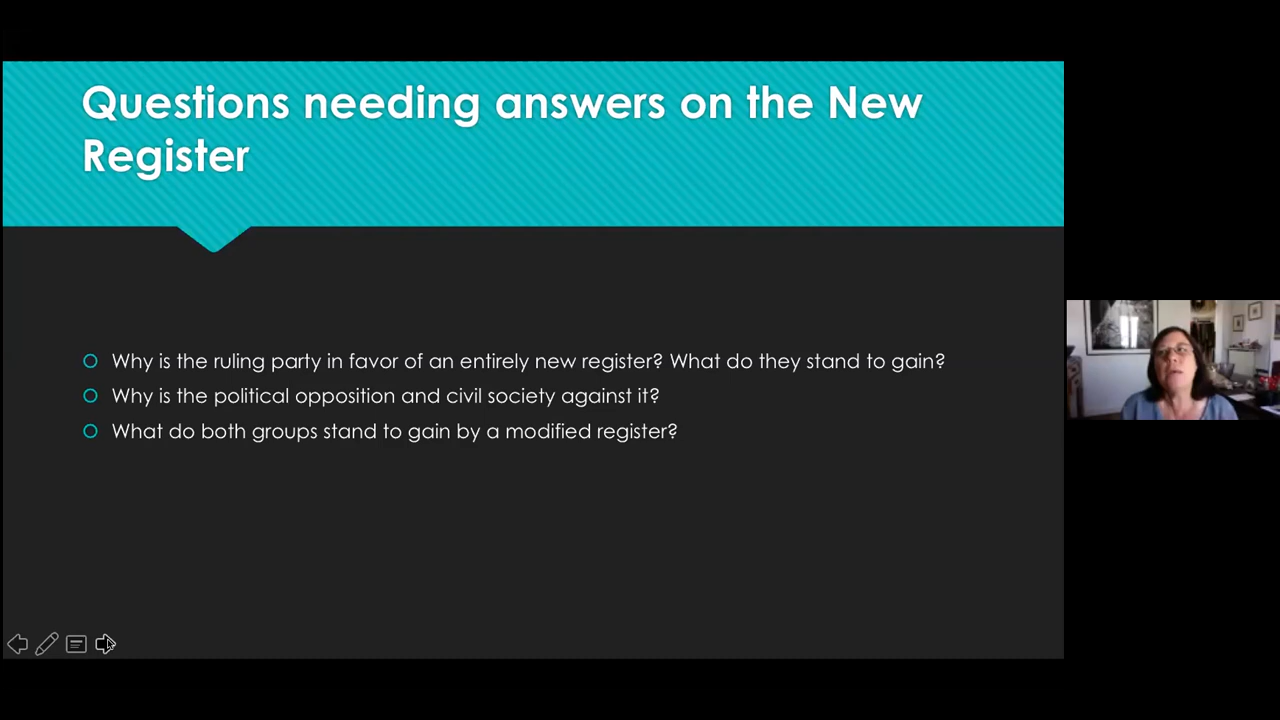 Questions needing answers on the New
Register
Why is the ruling party in favor of an entirely new register? What do they stand to gain?
Why is the political opposition and civil society against it?
What do both groups stand to gain by a modified register?